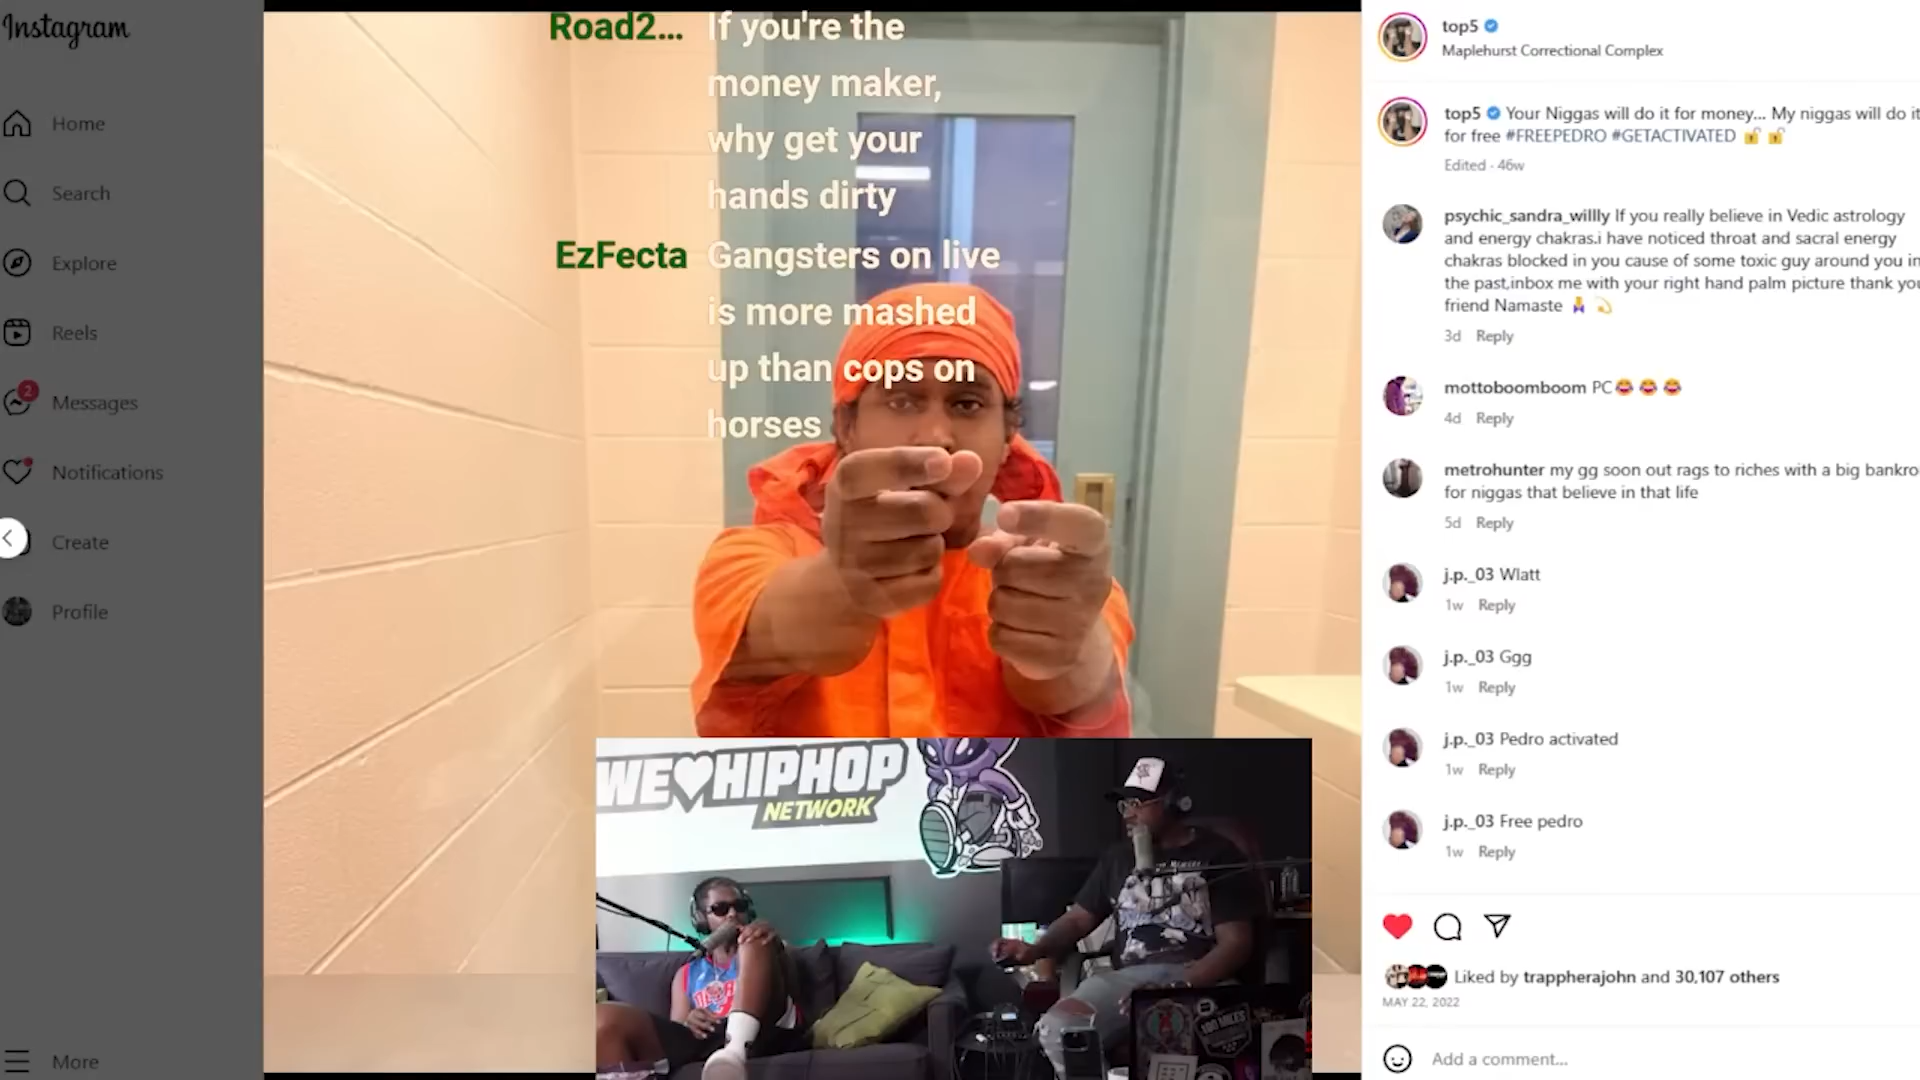 Instagram
Home
Search
Explore
Reels
2
Messages
Notifications
Create
Profile
More
Road2... If you're the
money maker,
why get your
hands dirty
EzFecta Gangsters on live
is more mashed
up than cops on
horses
WE HIPHOP
NETWORK
top5
Maplehurst Correctional Complex
top5 Your Niggas will do it for money... My niggas will do it
for free #FREEPEDRO #GETACTIVATED
Edited · 46w
psychic_sandra_willly If you really believe in Vedic astrology
and energy chakras.i have noticed throat and sacral energy
chakras blocked in you cause of some toxic guy around you in
the past,inbox me with your right hand palm picture thank you
friend Namaste
3d Reply
mottoboomboom PC
4d Reply
metrohunter my gg soon out rags to riches with a big bankro
for niggas that believe in that life
5d Reply
j.p._03 Wlatt
1w Reply
j.p._03 Ggg
1w Reply
j.p._03 Pedro activated
1w Reply
j.p._03 Free pedro
1w Reply
Liked by trappherajohn and 30,107 others
MAY 22, 2022
Add a comment...